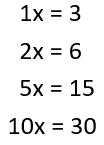 1x = 3
2x = 6
5x = 15
10x = 30